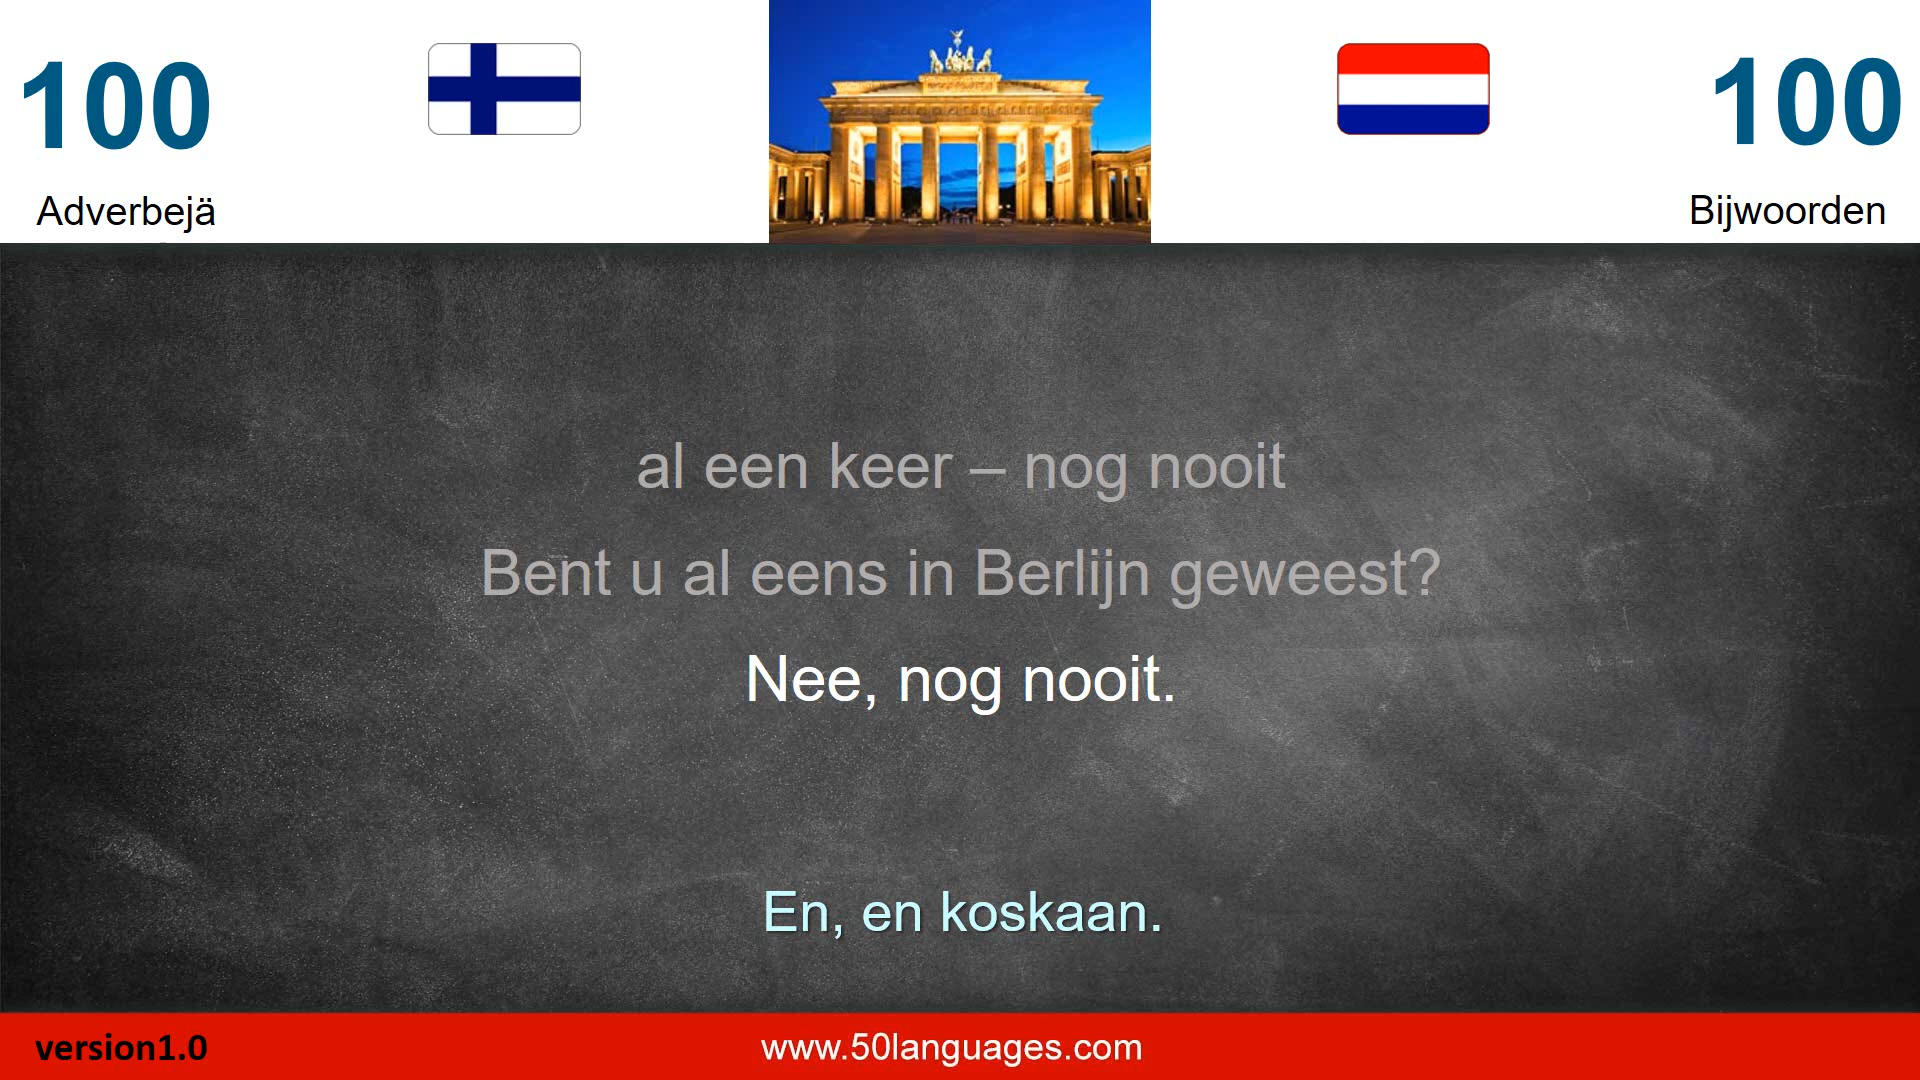 100
100
Adverbejä
Bijwoorden
al een keer – nog nooit
Bent u al eens in Berlijn geweest?
Nee, nog nooit.
En, en koskaan.
version1.0
www.50languages.com